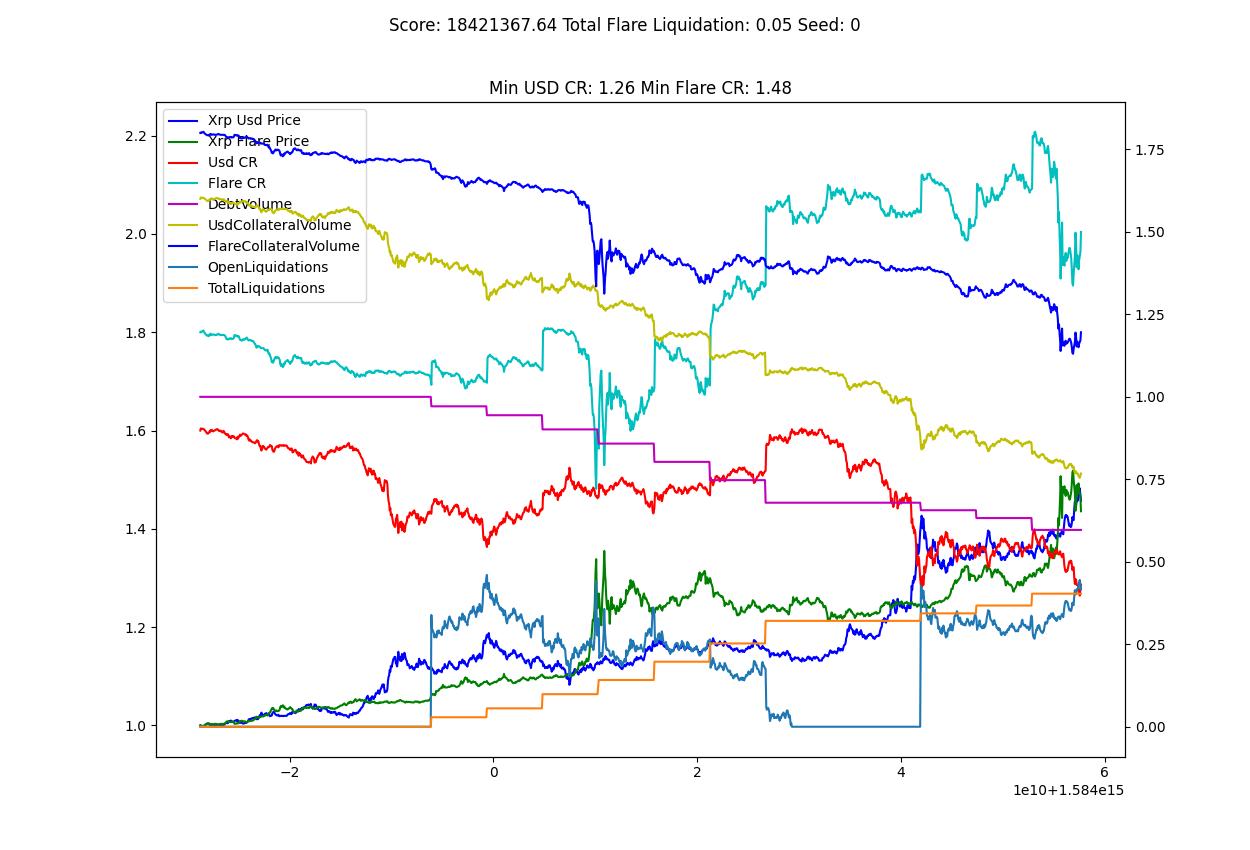 Score: 18421367.64 Total Flare Liquidation: 0.05 Seed: 0
Min USD CR: 1.26 Min Flare CR: 1.48
Xrp Usd Price
Xrp Flare Price
Usd CR
Flare CR
DebtVolume
UsdCollateralVolume
FlareCollateralVolume
OpenLiquidations
TotalLiquidations
2.2
2.0
1.8
1.6
1.4
1.2
1.0
1.75
1.50
1.25
1.00
0.75
0.50
0.25
0.00
−2
0
2
4
6
1e10+1.584e15